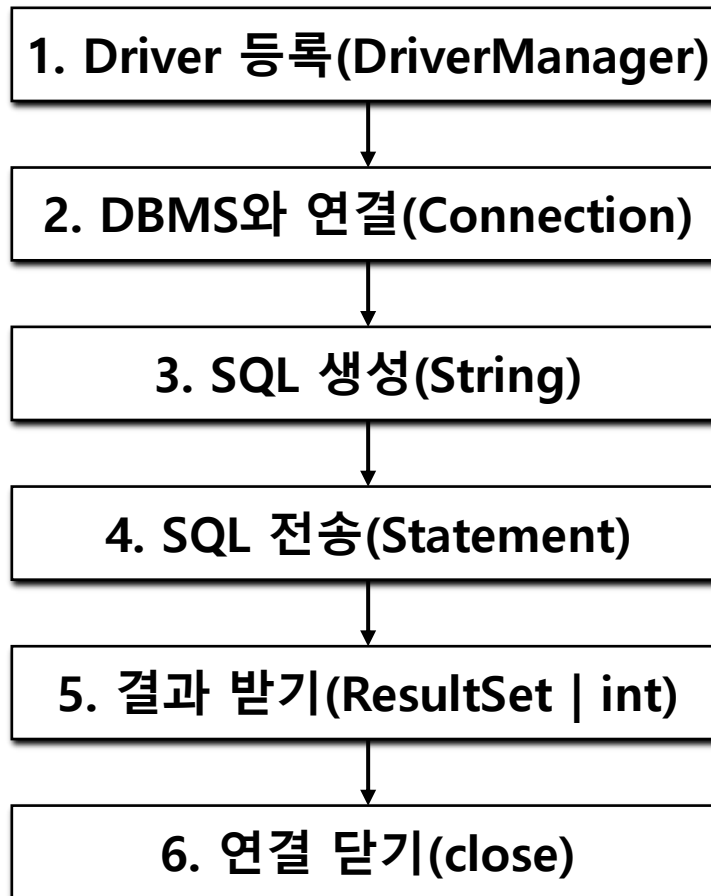 1. Driver 등록(DriverManager)
2. DBMS와 연결(Connection)
3. SQL 생성(String)
4. SQL 전송(Statement)
5. 결과 받기(ResultSet | int)
6. 연결 닫기(close)